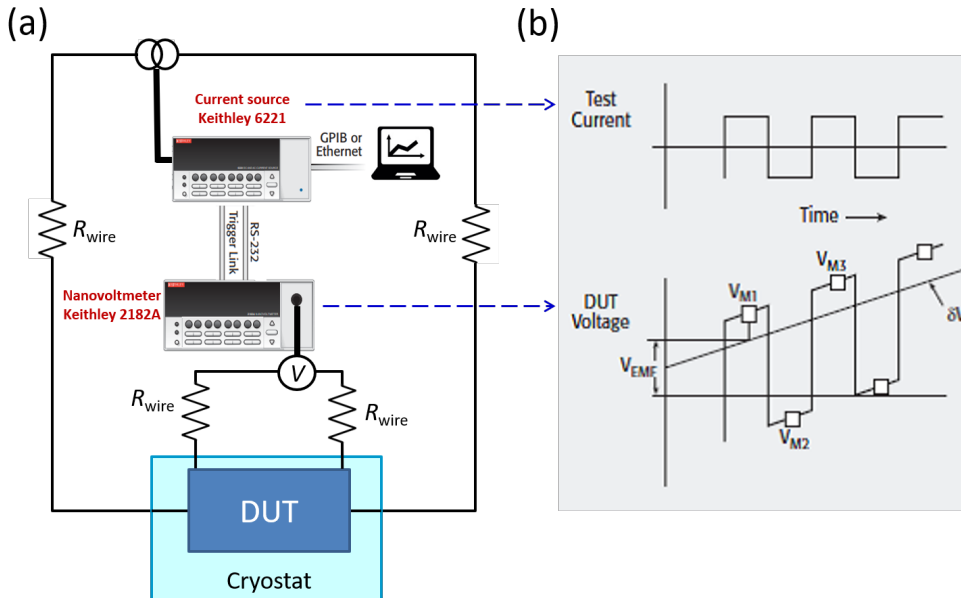 (a)
Current source
Keithley 6221
GPIB or
Ethernet
R wire
R wire
Trigger Link
RS-232
Nanovoltmeter
Keithley 2182A
V
R wire
R wire
DUT
Cryostat
(b)
Test
Current
Time
DUT
Voltage
V M1
V M3
V EMF
V M2
δV